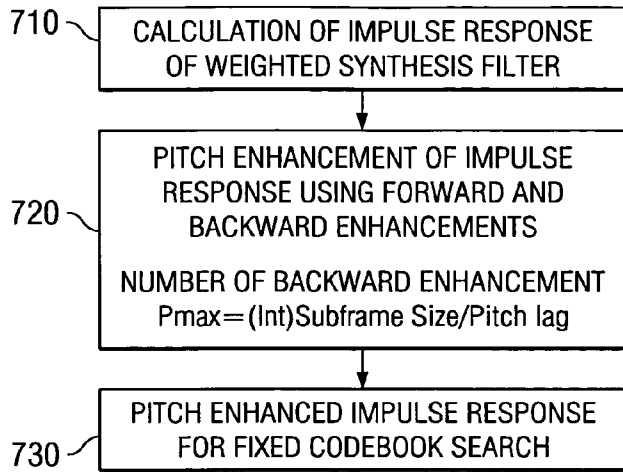 710
CALCULATION OF IMPULSE RESPONSE
OF WEIGHTED SYNTHESIS FILTER
720
PITCH ENHANCEMENT OF IMPULSE
RESPONSE USING FORWARD AND
BACKWARD ENHANCEMENTS
NUMBER OF BACKWARD ENHANCEMENT
Pmax=(Int)Subframe Size/Pitch lag
730
PITCH ENHANCED IMPULSE RESPONSE
FOR FIXED CODEBOOK SEARCH